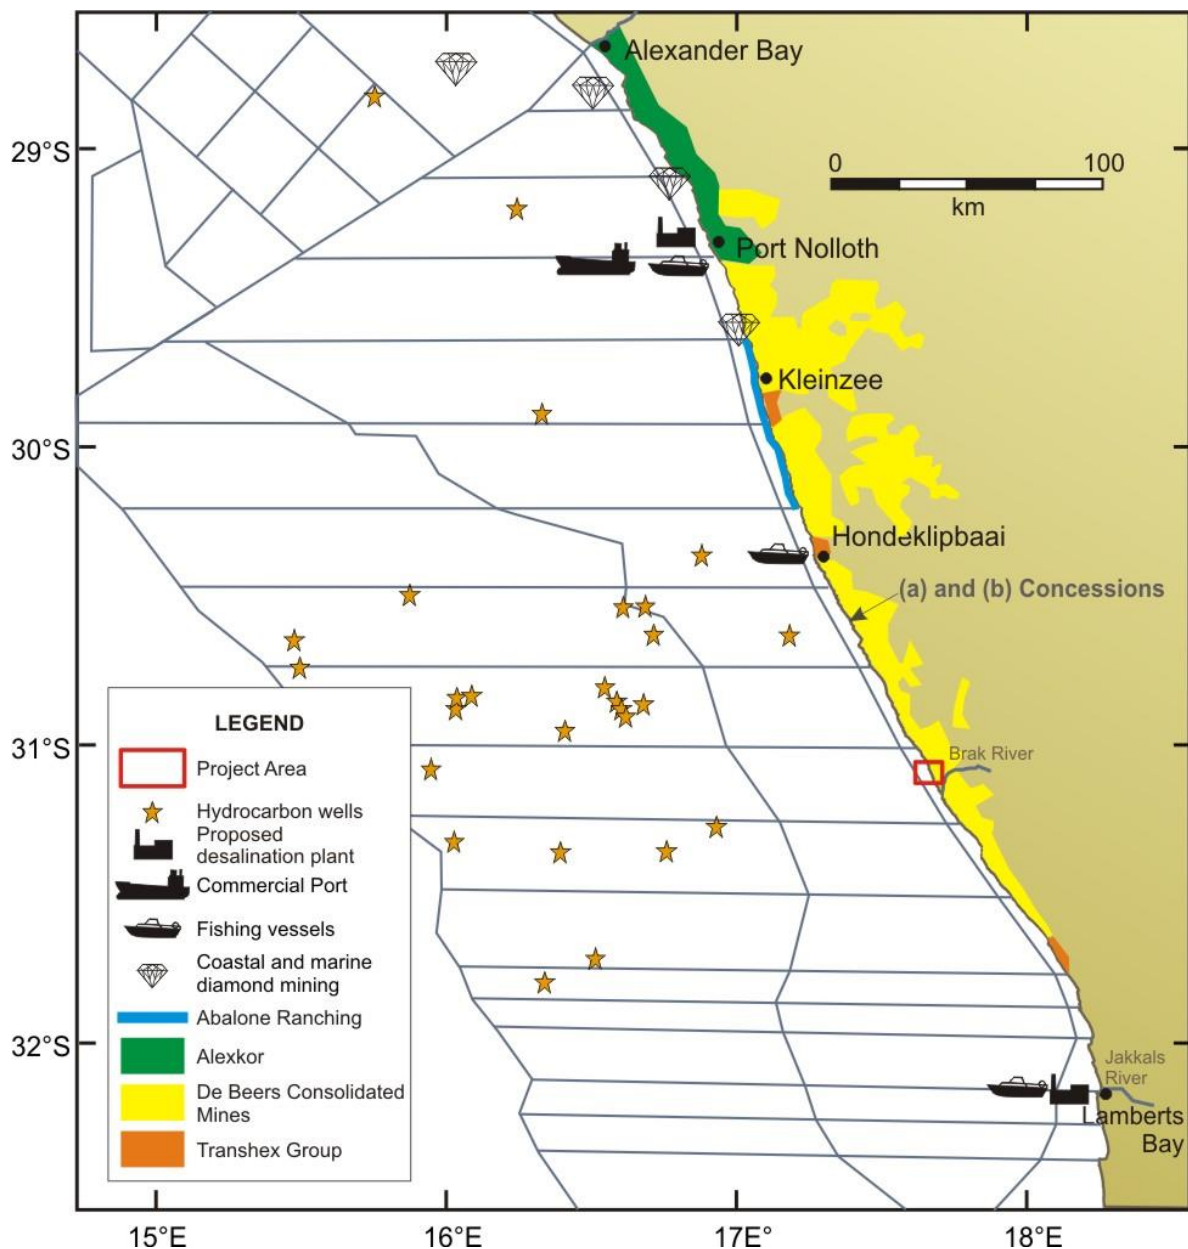 Alexander Bay
29°S
0 100
km
Port Nolloth
Kleinzee
30°S
Hondeklipbaai
(a) and (b) Concessions
LEGEND
Project Area
Hydrocarbon wells
Proposed
desalination plant
Commercial Port
Fishing vessels
Coastal and marine
diamond mining
Abalone Ranching
Alexkor
De Beers Consolidated
Mines
Transhex Group
31°S
Brak River
32°S
Jakkals
River
Lamberts
Bay
15°E
16°E
17E°
18°E